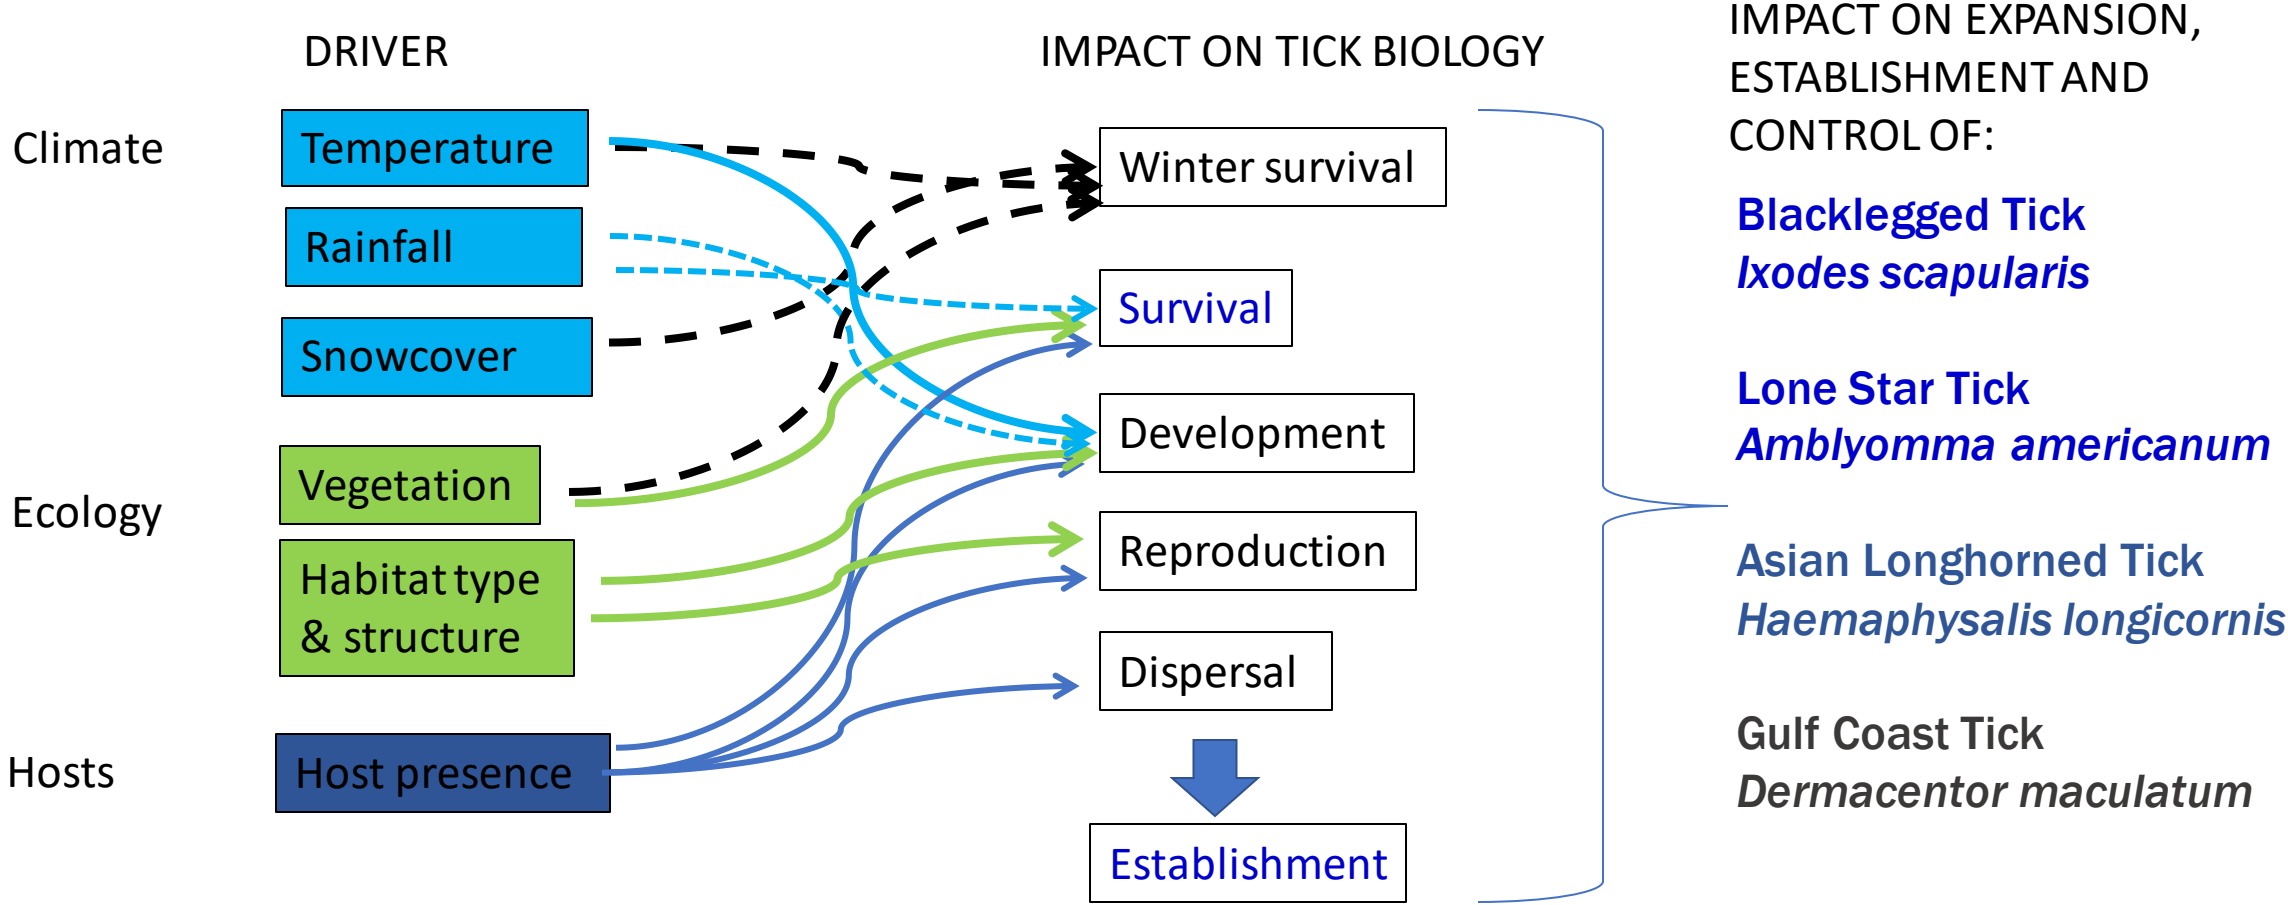 DRIVER
IMPACT ON TICK BIOLOGY
IMPACT ON EXPANSION,
ESTABLISHMENT AND
CONTROL OF:
Climate
Temperature
Rainfall
Snowcover
Ecology
Vegetation
Habitat type
& structure
Hosts
Host presence
Winter survival
Survival
Development
Reproduction
Dispersal
Establishment
Blacklegged Tick
Ixodes scapularis
Lone Star Tick
Amblyomma americanum
Asian Longhorned Tick
Haemaphysalis longicornis
Gulf Coast Tick
Dermacentor maculatum